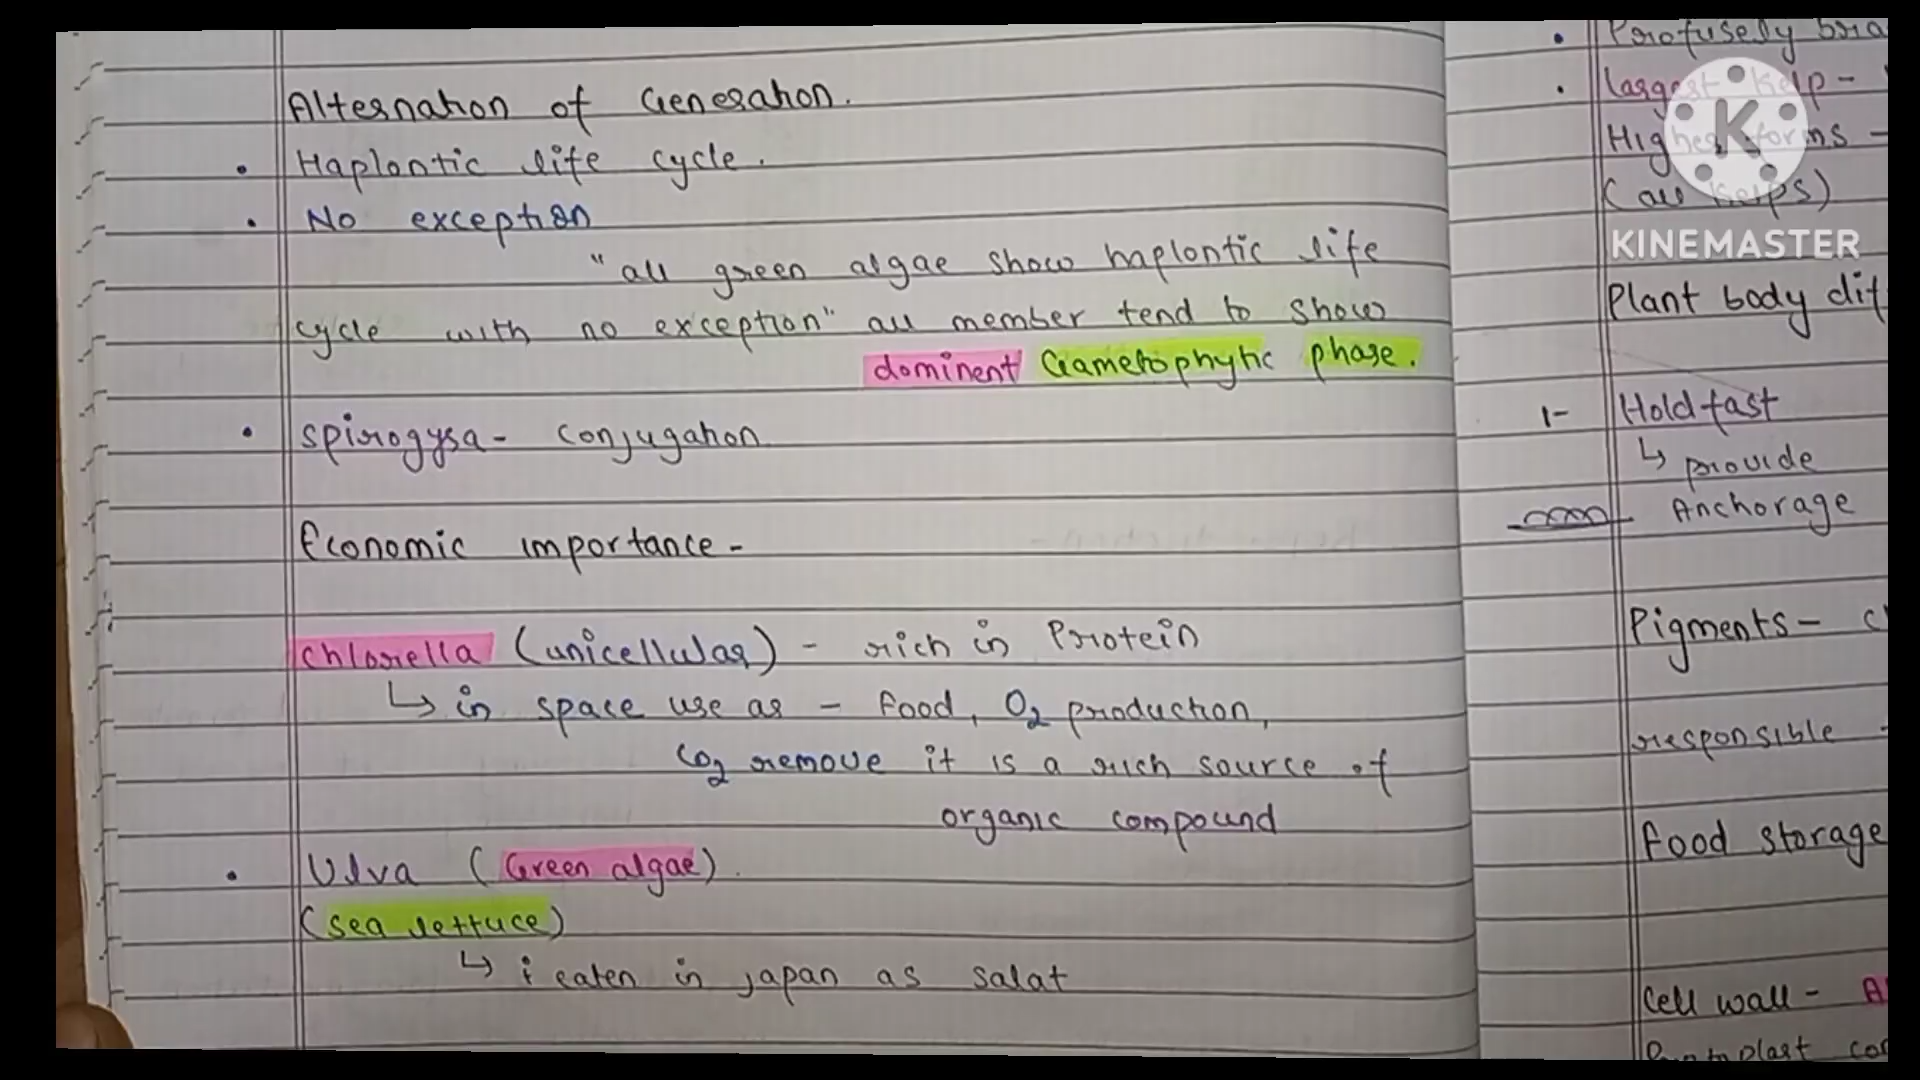 Alternation of Generation.
• Haplontic life cycle.
• No exception
"all green algae show haplontic life
cycle with no exception" all member tend to show
dominent Gametophytic phase.
• Spirogyra - conjugation
Economic importance -
Chlorella (unicellular) - rich in Protein
↳ in space use as - food, O2 production,
CO2 remove it is a rich source of
organic compound
• Ulva (Green algae).
(sea lettuce)
↳ eaten in japan as salat
• Profusely bra
• largest kelp -
Highest forms -
(all kelps)
KINEMASTER
Plant body dif
1- Hold fast
↳ provide
Anchorage
Pigments -
responsible -
food storage
Cell wall - A